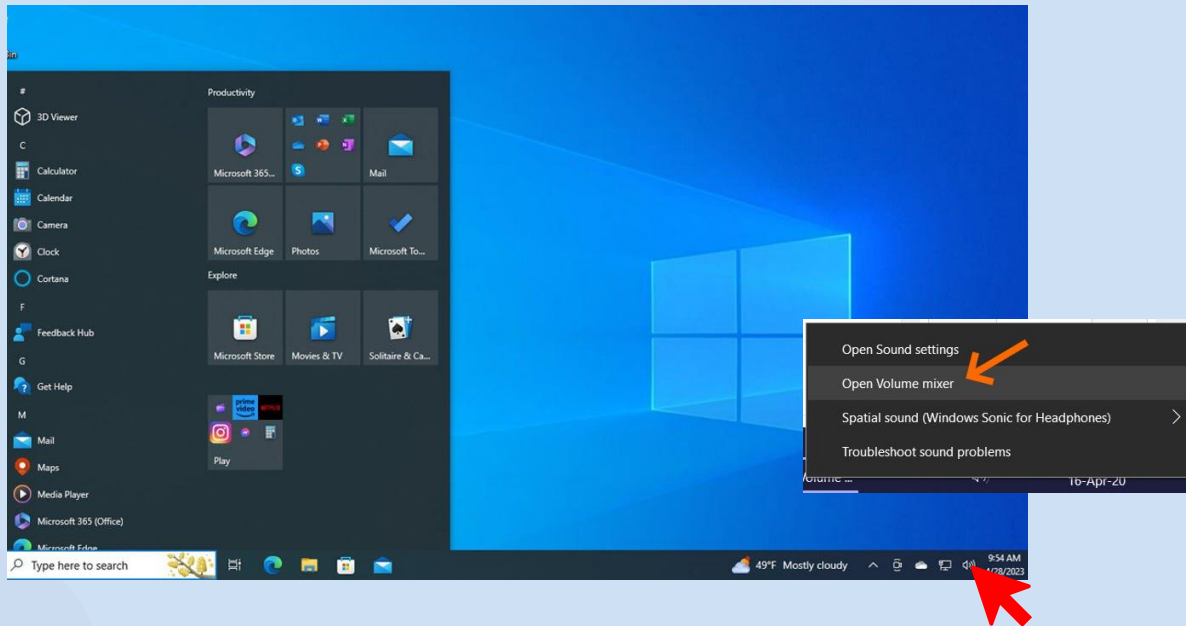 #
Productivity
3D Viewer
C
Calculator
Calendar
Camera
Clock
Cortana
F
Feedback Hub
G
Get Help
M
Mail
Maps
Media Player
Microsoft 365 (Office)
Microsoft Edge
Microsoft 365...
Mail
Microsoft Edge
Photos
Microsoft To...
Explore
Microsoft Store
Movies & TV
Solitaire & Ca...
prime
video
NETFLIX
Play
Open Sound settings
Open Volume mixer
Spatial sound (Windows Sonic for Headphones)
Troubleshoot sound problems
16-Apr-20
Type here to search
49°F Mostly cloudy
9:54 AM
/28/2023